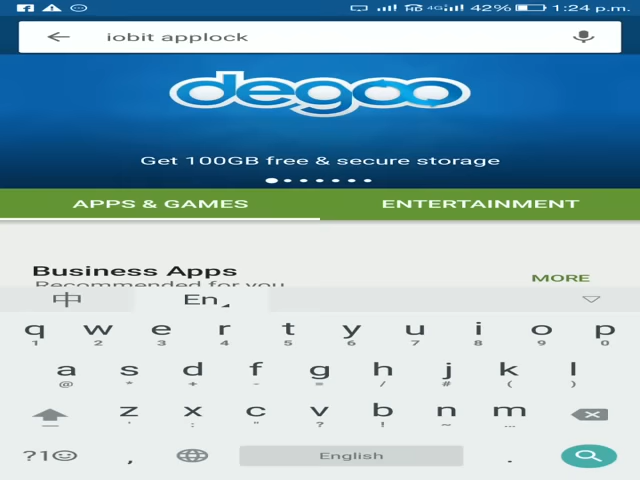 4G 42% 1:24 p.m.
iobit applock
degoo
Get 100GB free & secure storage
APPS & GAMES ENTERTAINMENT
Business Apps
MORE
Recommended for you
中 En
q w e r t y u i o p
1 2 3 4 5 6 7 8 9 0
a s d f g h j k l
@ * + - = / # ( )
z x c v b n m
' : " ? ! ~ ...
?1☺ , English .